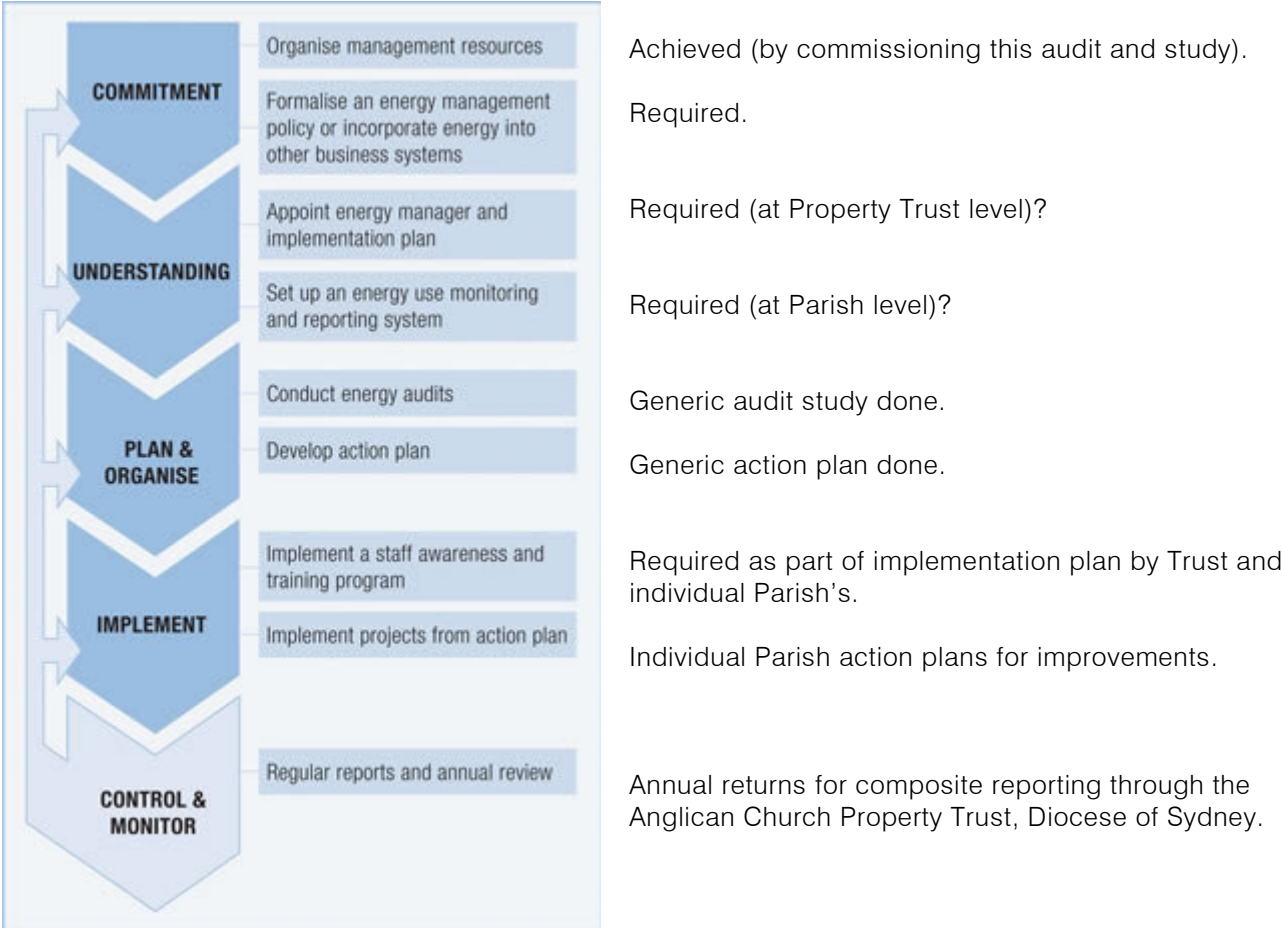 COMMITMENT
Organise management resources
Achieved (by commissioning this audit and study).
Formalise an energy management
policy or incorporate energy into
other business systems
Required.
UNDERSTANDING
Appoint energy manager and
implementation plan
Required (at Property Trust level)?
Set up an energy use monitoring
and reporting system
Required (at Parish level)?
PLAN &
ORGANISE
Conduct energy audits
Generic audit study done.
Develop action plan
Generic action plan done.
IMPLEMENT
Implement a staff awareness and
training program
Required as part of implementation plan by Trust and
individual Parish's.
Implement projects from action plan
Individual Parish action plans for improvements.
CONTROL &
MONITOR
Regular reports and annual review
Annual returns for composite reporting through the
Anglican Church Property Trust, Diocese of Sydney.